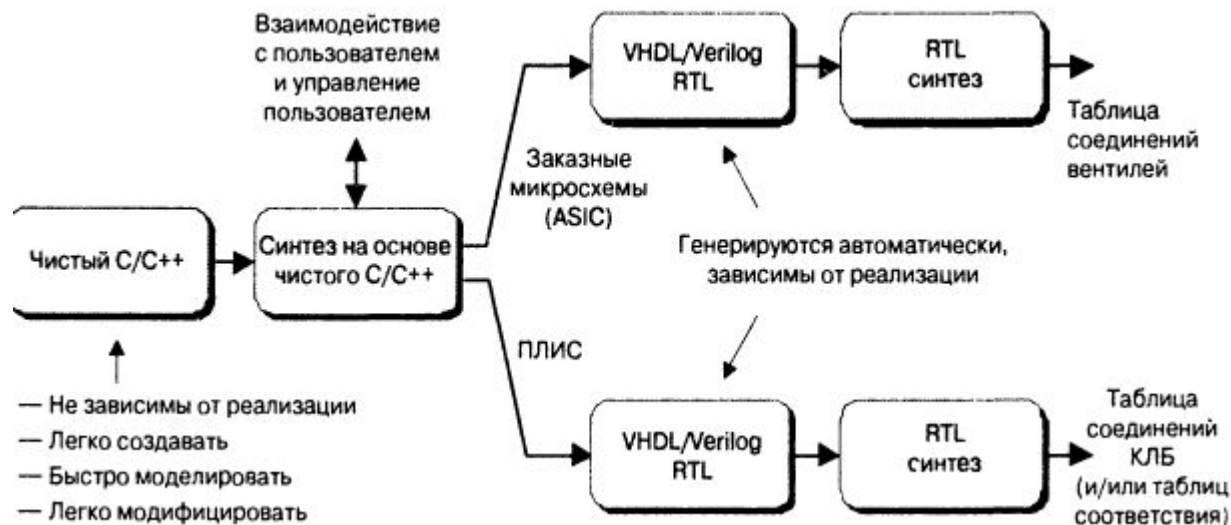 Взаимодействие
с пользователем
и управление
пользователем
VHDL/Verilog
RTL
RTL
синтез
Таблица
соединений
вентилей
Заказные
микросхемы
(ASIC)
Чистый C/C++
Синтез на основе
чистого C/C++
Генерируются автоматически,
зависимы от реализации
ПЛИС
— Не зависимы от реализации
— Легко создавать
— Быстро моделировать
— Легко модифицировать
VHDL/Verilog
RTL
RTL
синтез
Таблица
соединений
КЛБ
(и/или таблиц
соответствия)